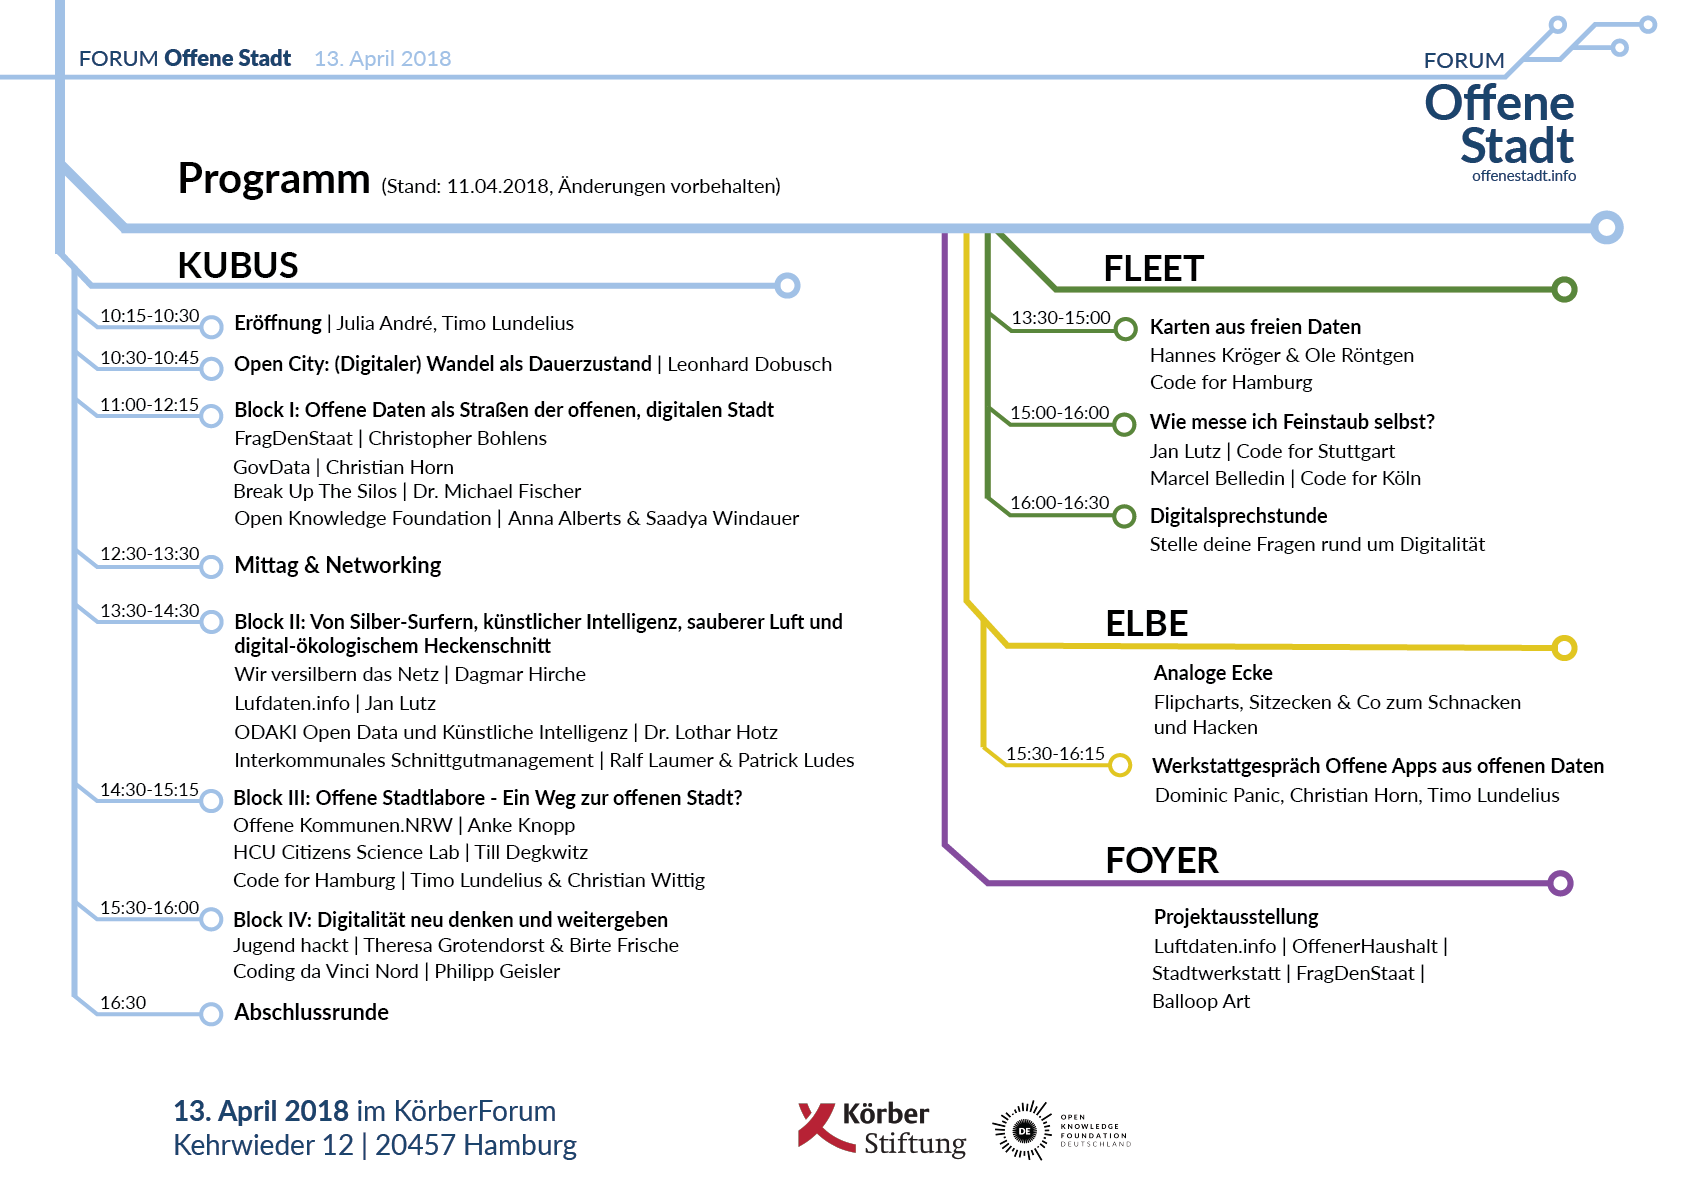 FORUM Offene Stadt 13. April 2018
FORUM
Offene
Stadt
offenestadt.info
Programm (Stand: 11.04.2018, Änderungen vorbehalten)
KUBUS
10:15-10:30 Eröffnung | Julia André, Timo Lundelius
10:30-10:45 Open City: (Digitaler) Wandel als Dauerzustand | Leonhard Dobusch
11:00-12:15 Block I: Offene Daten als Straßen der offenen, digitalen Stadt
FragDenStaat | Christopher Bohlens
GovData | Christian Horn
Break Up The Silos | Dr. Michael Fischer
Open Knowledge Foundation | Anna Alberts & Saadya Windauer
12:30-13:30 Mittag & Networking
13:30-14:30 Block II: Von Silber-Surfern, künstlicher Intelligenz, sauberer Luft und
digital-ökologischem Heckenschnitt
Wir versilbern das Netz | Dagmar Hirche
Lufdaten.info | Jan Lutz
ODAKI Open Data und Künstliche Intelligenz | Dr. Lothar Hotz
Interkommunales Schnittgutmanagement | Ralf Laumer & Patrick Ludes
14:30-15:15 Block III: Offene Stadtlabore - Ein Weg zur offenen Stadt?
Offene Kommunen.NRW | Anke Knopp
HCU Citizens Science Lab | Till Degkwitz
Code for Hamburg | Timo Lundelius & Christian Wittig
15:30-16:00 Block IV: Digitalität neu denken und weitergeben
Jugend hackt | Theresa Grotendorst & Birte Frische
Coding da Vinci Nord | Philipp Geisler
16:30 Abschlussrunde
FLEET
13:30-15:00 Karten aus freien Daten
Hannes Kröger & Ole Röntgen
Code for Hamburg
15:00-16:00 Wie messe ich Feinstaub selbst?
Jan Lutz | Code for Stuttgart
Marcel Belledin | Code for Köln
16:00-16:30 Digitalsprechstunde
Stelle deine Fragen rund um Digitalität
ELBE
Analoge Ecke
Flipcharts, Sitzecken & Co zum Schnacken
und Hacken
15:30-16:15 Werkstattgespräch Offene Apps aus offenen Daten
Dominic Panic, Christian Horn, Timo Lundelius
FOYER
Projektausstellung
Luftdaten.info | OffenerHaushalt |
Stadtwerkstatt | FragDenStaat |
Balloop Art
13. April 2018 im KörberForum
Kehrwieder 12 | 20457 Hamburg
Körber
Stiftung
DE
OPEN
KNOWLEDGE
FOUNDATION
DEUTSCHLAND